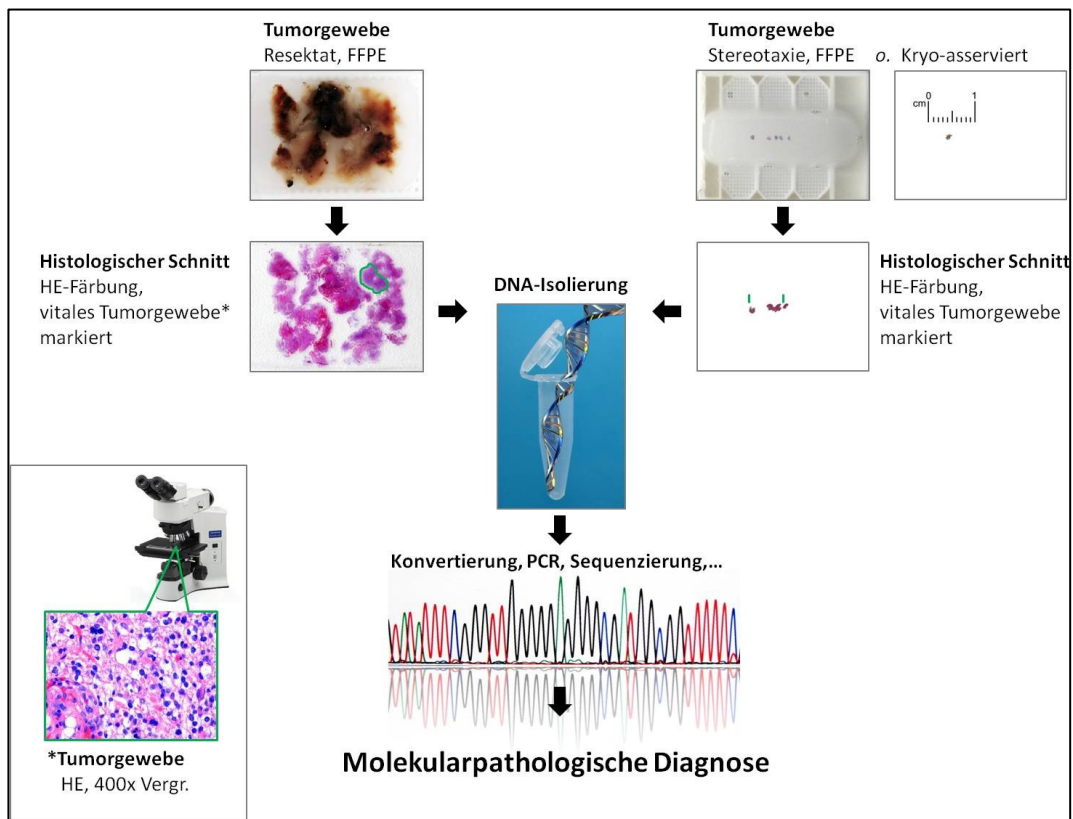 Tumorgewebe
Resektat, FFPE
Tumorgewebe
Stereotaxie, FFPE o. Kryo-asserviert
cm 0 1
Histologischer Schnitt
HE-Färbung,
vitales Tumorgewebe*
markiert
DNA-Isolierung
Histologischer Schnitt
HE-Färbung,
vitales Tumorgewebe
markiert
Konvertierung, PCR, Sequenzierung,...
*Tumorgewebe
HE, 400x Vergr.
Molekularpathologische Diagnose